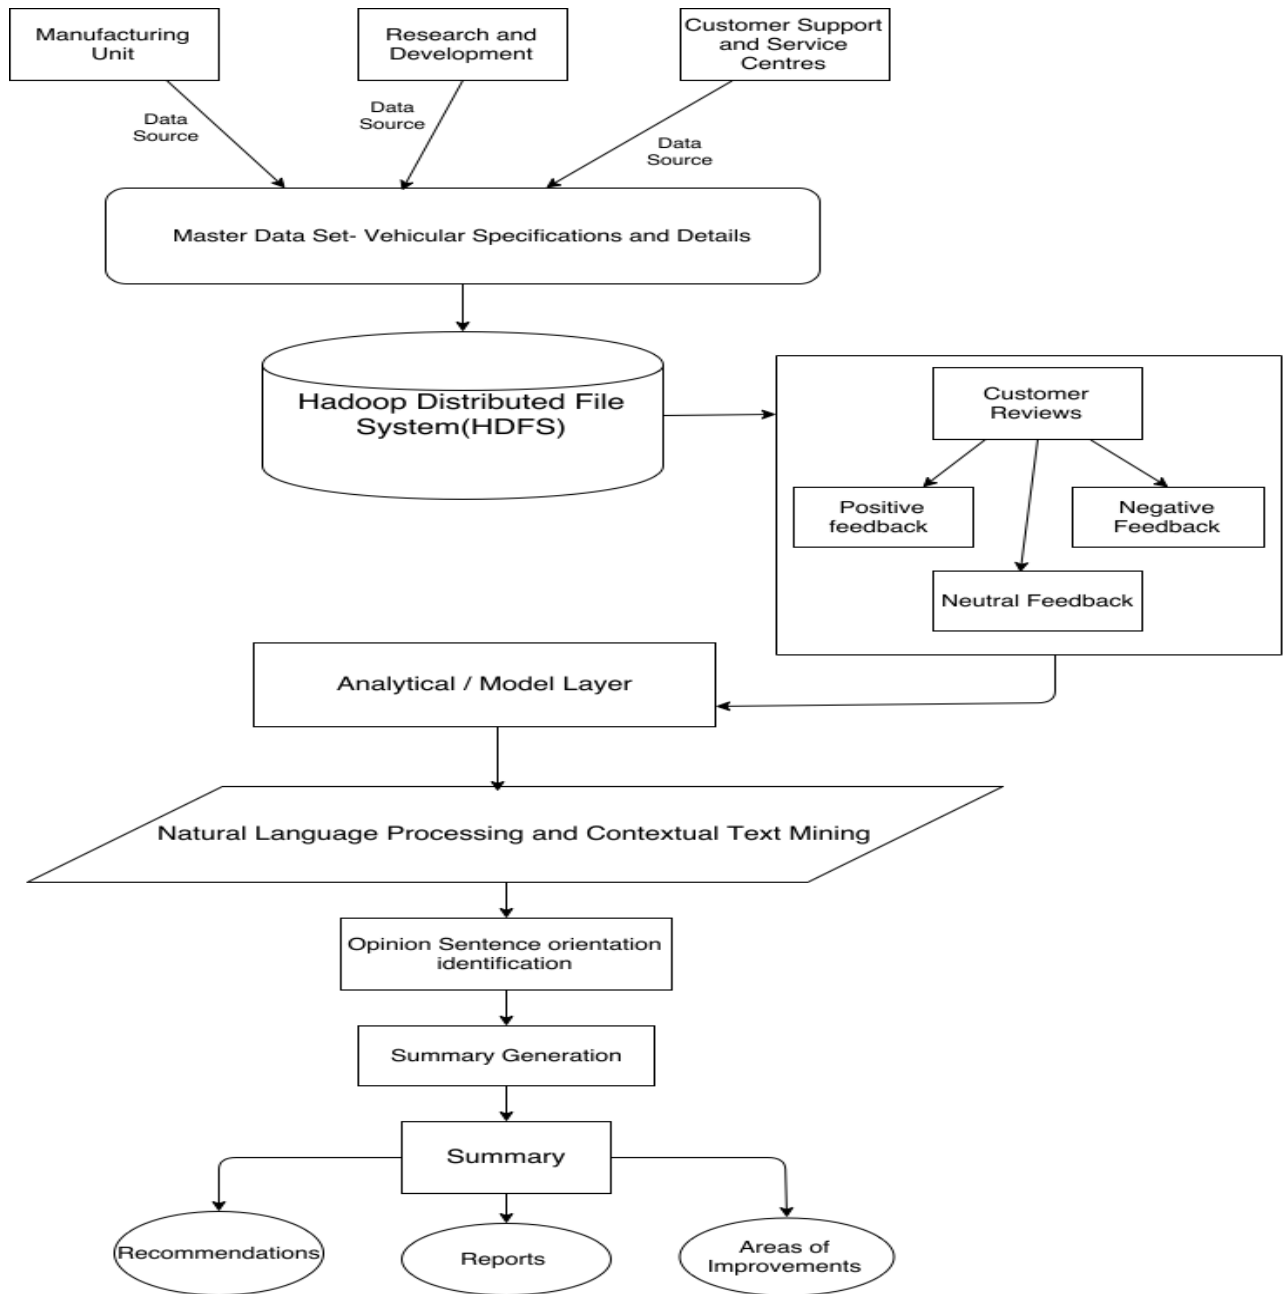 Manufacturing
Unit
Research and
Development
Customer Support
and Service
Centres
Data
Source
Data
Source
Data
Source
Master Data Set- Vehicular Specifications and Details
Hadoop Distributed File
System(HDFS)
Customer
Reviews
Positive
feedback
Negative
Feedback
Neutral Feedback
Analytical / Model Layer
Natural Language Processing and Contextual Text Mining
Opinion Sentence orientation
identification
Summary Generation
Summary
Recommendations
Reports
Areas of
Improvements